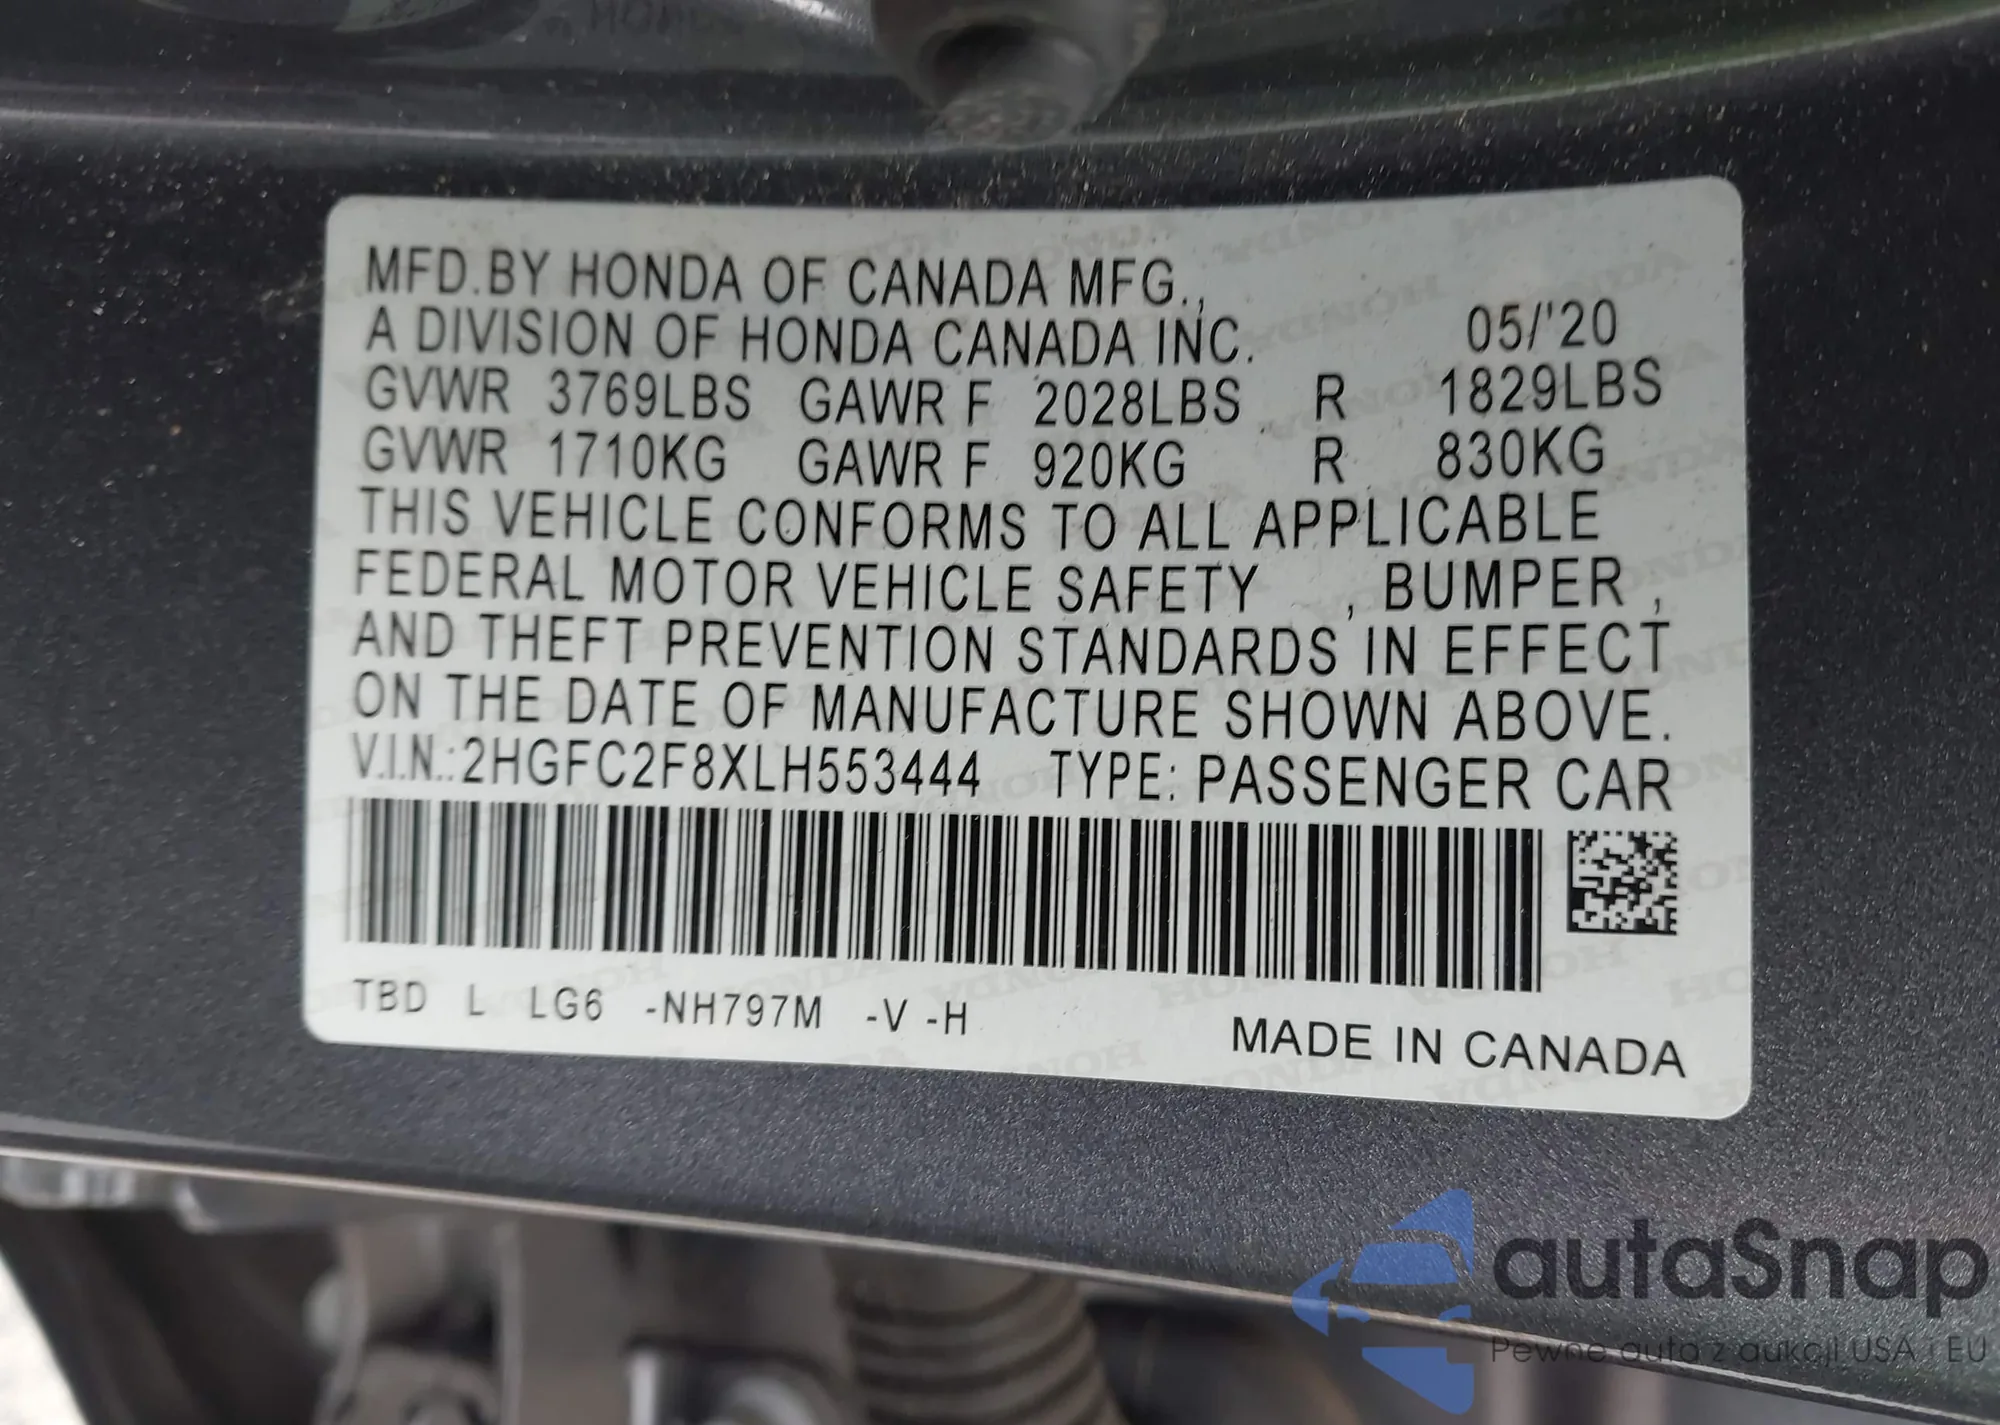 MFD.BY HONDA OF CANADA MFG.,
A DIVISION OF HONDA CANADA INC. 05/'20
GVWR 3769LBS GAWR F 2028LBS R 1829LBS
GVWR 1710KG GAWR F 920KG R 830KG
THIS VEHICLE CONFORMS TO ALL APPLICABLE
FEDERAL MOTOR VEHICLE SAFETY , BUMPER ,
AND THEFT PREVENTION STANDARDS IN EFFECT
ON THE DATE OF MANUFACTURE SHOWN ABOVE.
V.I.N.:2HGFC2F8XLH553444 TYPE: PASSENGER CAR
TBD L LG6 -NH797M -V -H
MADE IN CANADA
autaSnap
Pewne auta z aukcji USA i EU